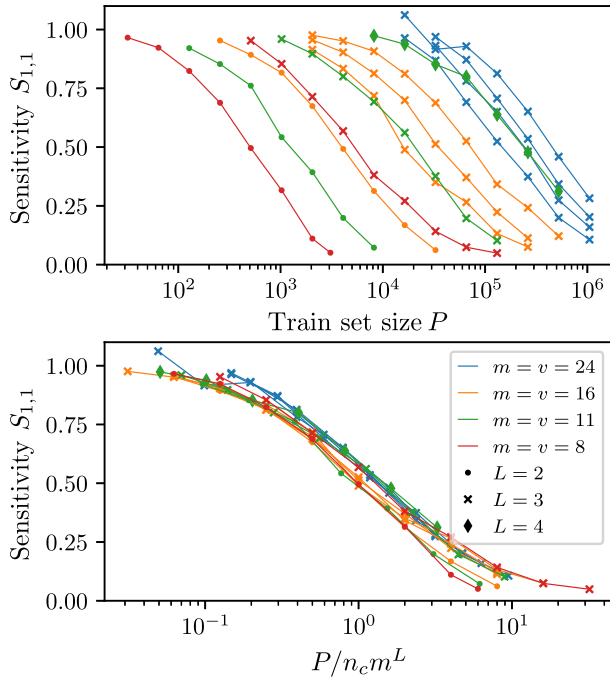 Sensitivity $S_{1,1}$
1.00
0.75
0.50
0.25
0.00
$10^2$ $10^3$ $10^4$ $10^5$ $10^6$
Train set size $P$
Sensitivity $S_{1,1}$
1.00
0.75
0.50
0.25
0.00
$10^{-1}$ $10^0$ $10^1$
$P/n_c m^L$
$m = v = 24$
$m = v = 16$
$m = v = 11$
$m = v = 8$
$L = 2$
$L = 3$
$L = 4$